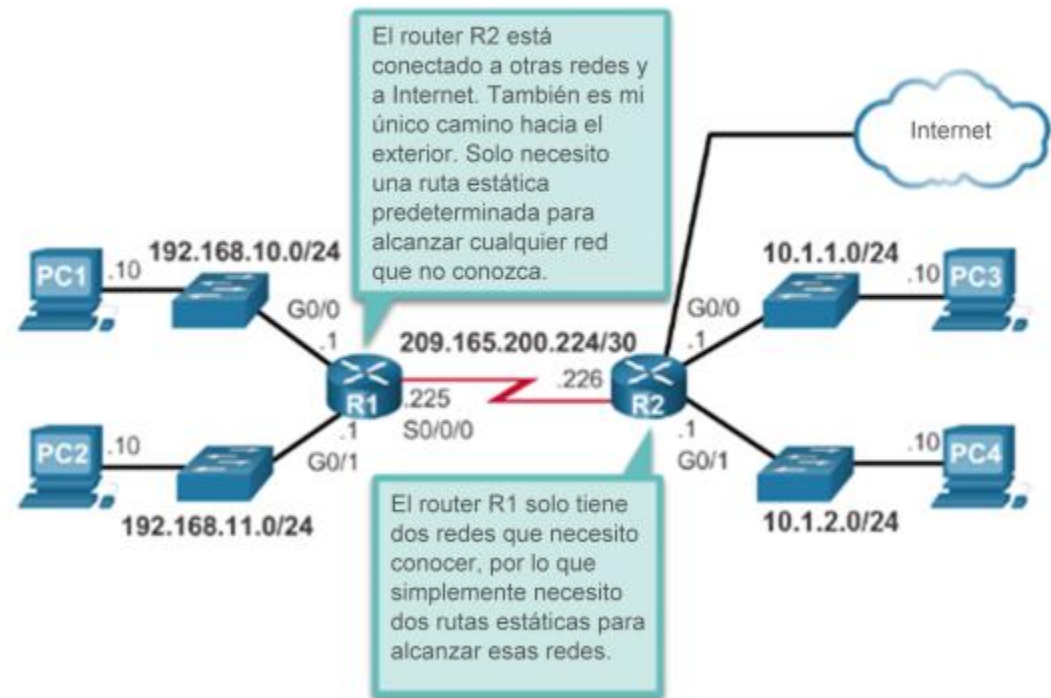 El router R2 está
conectado a otras redes y
a Internet. También es mi
único camino hacia el
exterior. Solo necesito
una ruta estática
predeterminada para
alcanzar cualquier red
que no conozca.
Internet
192.168.10.0/24
10.1.1.0/24
PC1
.10
G0/0
.1
209.165.200.224/30
G0/0
.1
.10
PC3
R1
.225
S0/0/0
.226
R2
PC2
.10
.1
G0/1
192.168.11.0/24
.1
G0/1
.10
PC4
10.1.2.0/24
El router R1 solo tiene
dos redes que necesito
conocer, por lo que
simplemente necesito
dos rutas estáticas para
alcanzar esas redes.